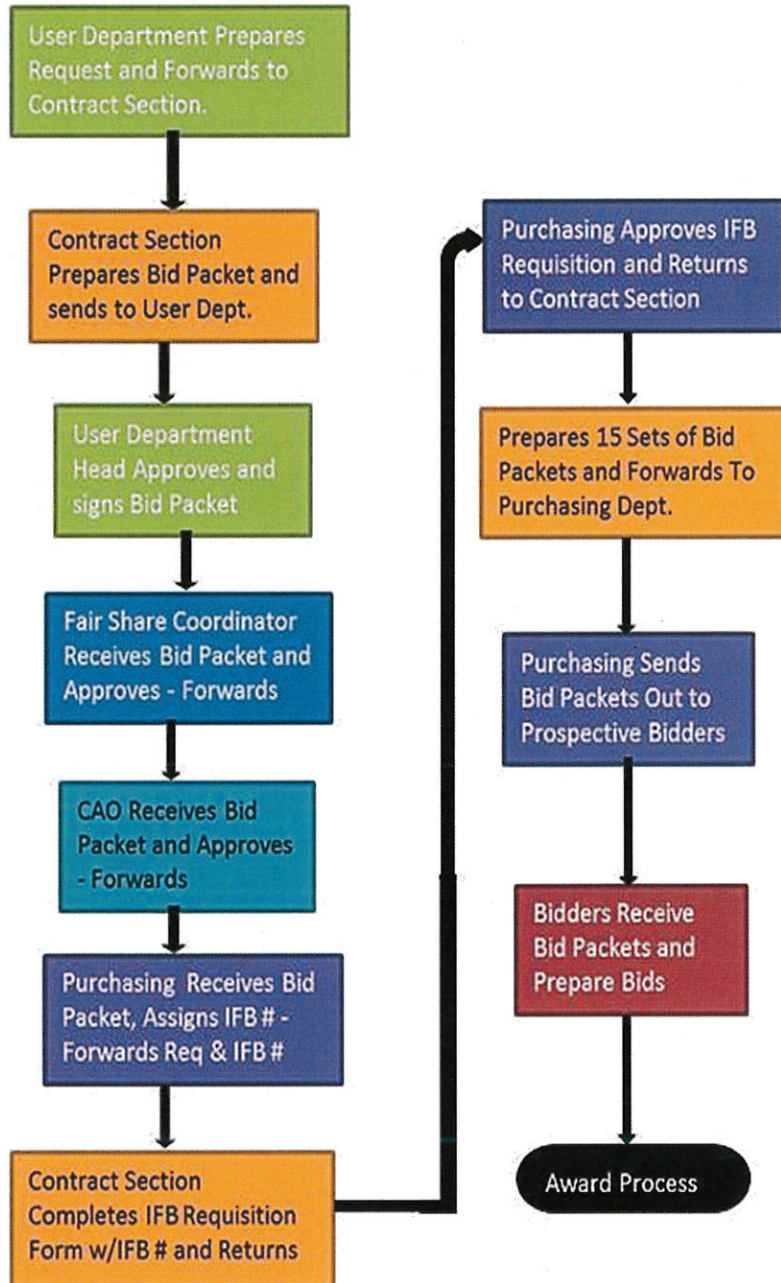 User Department Prepares
Request and Forwards to
Contract Section.
Contract Section
Prepares Bid Packet and
sends to User Dept.
User Department
Head Approves and
signs Bid Packet
Fair Share Coordinator
Receives Bid Packet and
Approves - Forwards
CAO Receives Bid
Packet and Approves
- Forwards
Purchasing Receives Bid
Packet, Assigns IFB # -
Forwards Req & IFB #
Contract Section
Completes IFB Requisition
Form w/IFB # and Returns
Purchasing Approves IFB
Requisition and Returns
to Contract Section
Prepares 15 Sets of Bid
Packets and Forwards To
Purchasing Dept.
Purchasing Sends
Bid Packets Out to
Prospective Bidders
Bidders Receive
Bid Packets and
Prepare Bids
Award Process